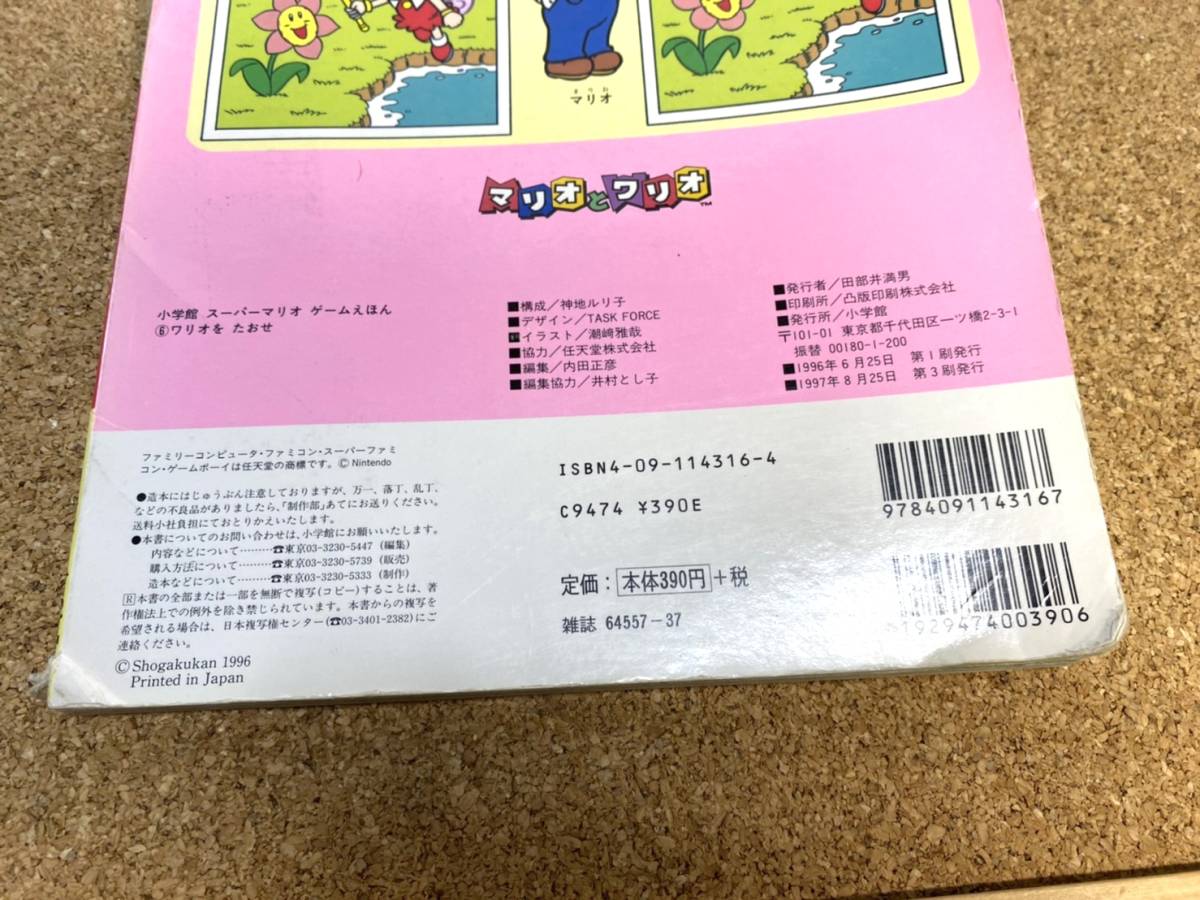 まりお
マリオ
マリオとワリオ™
小学館 スーパーマリオ ゲームえほん
⑥ワリオを たおせ
■構成／神地ルリ子
■デザイン／TASK FORCE
■イラスト／潮崎雅哉
■協力／任天堂株式会社
■編集／内田正彦
■編集協力／井村とし子
■発行者／田部井満男
■印刷所／凸版印刷株式会社
■発行所／小学館
〒101-01 東京都千代田区一ツ橋2-3-1
振替 00180-1-200
■1996年6月25日 第1刷発行
■1997年8月25日 第3刷発行
ファミリーコンピュータ・ファミコン・スーパーファミ
コン・ゲームボーイは任天堂の商標です。Ⓒ Nintendo
●造本にはじゅうぶん注意しておりますが、万一、落丁、乱丁、
などの不良品がありましたら、「制作部」あてにお送りください。
送料小社負担にておとりかえいたします。
●本書についてのお問い合わせは、小学館にお願いいたします。
内容などについて………☎東京03-3230-5447 (編集)
購入方法について………☎東京03-3230-5739 (販売)
造本などについて………☎東京03-3230-5333 (制作)
Ⓡ本書の全部または一部を無断で複写(コピー)することは、著
作権法上での例外を除き禁じられています。本書からの複写を
希望される場合は、日本複写権センター(☎03-3401-2382)にご
連絡ください。
©Shogakukan 1996
Printed in Japan
ISBN4-09-114316-4
C9474 ¥390E
定価：本体390円+税
雑誌 64557-37
9784091143167
1929474003906